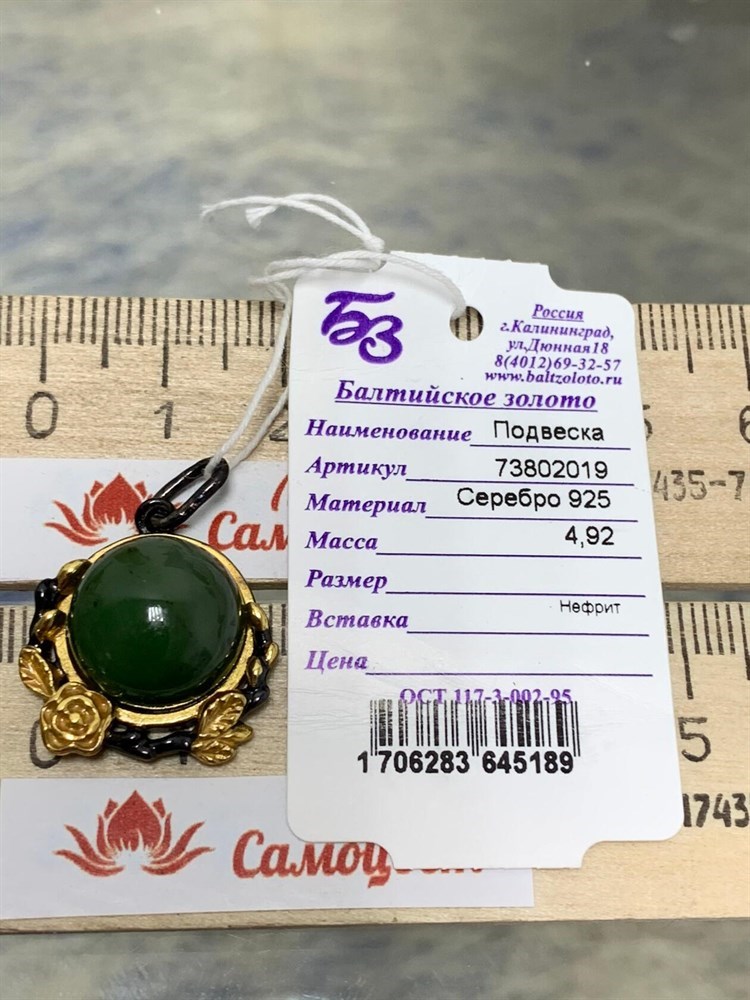 БЗ
Россия
г.Калининград,
ул,Дюнная18
8(4012)69-32-57
www.baltzoloto.ru
Балтийское золото
Наименование Подвеска
Артикул 73802019
Материал Серебро 925
Масса 4,92
Размер
Вставка Нефрит
Цена
ОСТ 117-3-002-95
1 706283 645189
0 1 2 5 6
435-7
Сам
0 5
1743
Самоцвет